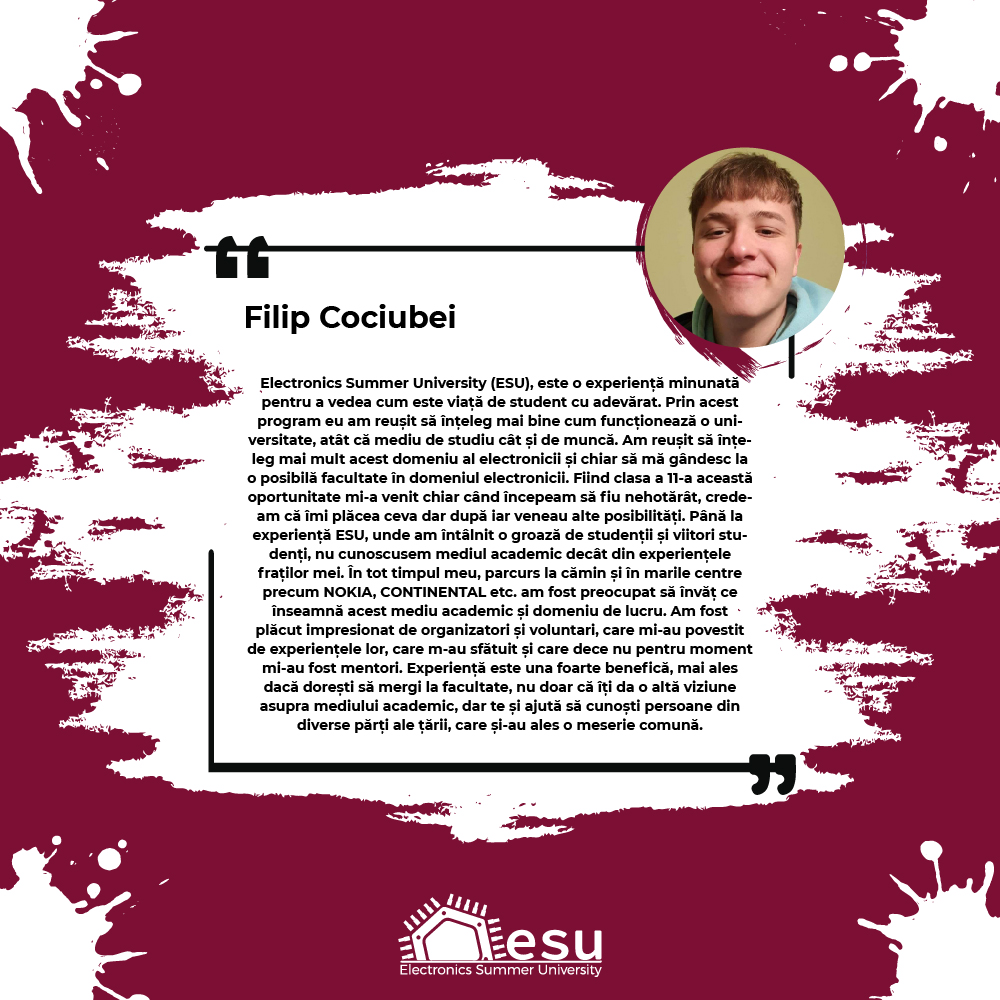 Filip Cociubei
Electronics Summer University (ESU), este o experiență minunată
pentru a vedea cum este viață de student cu adevărat. Prin acest
program eu am reușit să înțeleg mai bine cum funcționează o uni-
versitate, atât că mediu de studiu cât și de muncă. Am reușit să înțe-
leg mai mult acest domeniu al electronicii și chiar să mă gândesc la
o posibilă facultate în domeniul electronicii. Fiind clasa a 11-a această
oportunitate mi-a venit chiar când începeam să fiu nehotărât, crede-
am că îmi plăcea ceva dar după iar veneau alte posibilități. Până la
experiență ESU, unde am întâlnit o groază de studenții și viitori stu-
denți, nu cunoscusem mediul academic decât din experiențele
fraților mei. În tot timpul meu, parcurs la cămin și în marile centre
precum NOKIA, CONTINENTAL etc. am fost preocupat să învăț ce
înseamnă acest mediu academic și domeniu de lucru. Am fost
plăcut impresionat de organizatori și voluntari, care mi-au povestit
de experiențele lor, care m-au sfătuit și care dece nu pentru moment
mi-au fost mentori. Experiență este una foarte benefică, mai ales
dacă dorești să mergi la facultate, nu doar că îți da o altă viziune
asupra mediului academic, dar te și ajută să cunoști persoane din
diverse părți ale țării, care și-au ales o meserie comună.
esu
Electronics Summer University